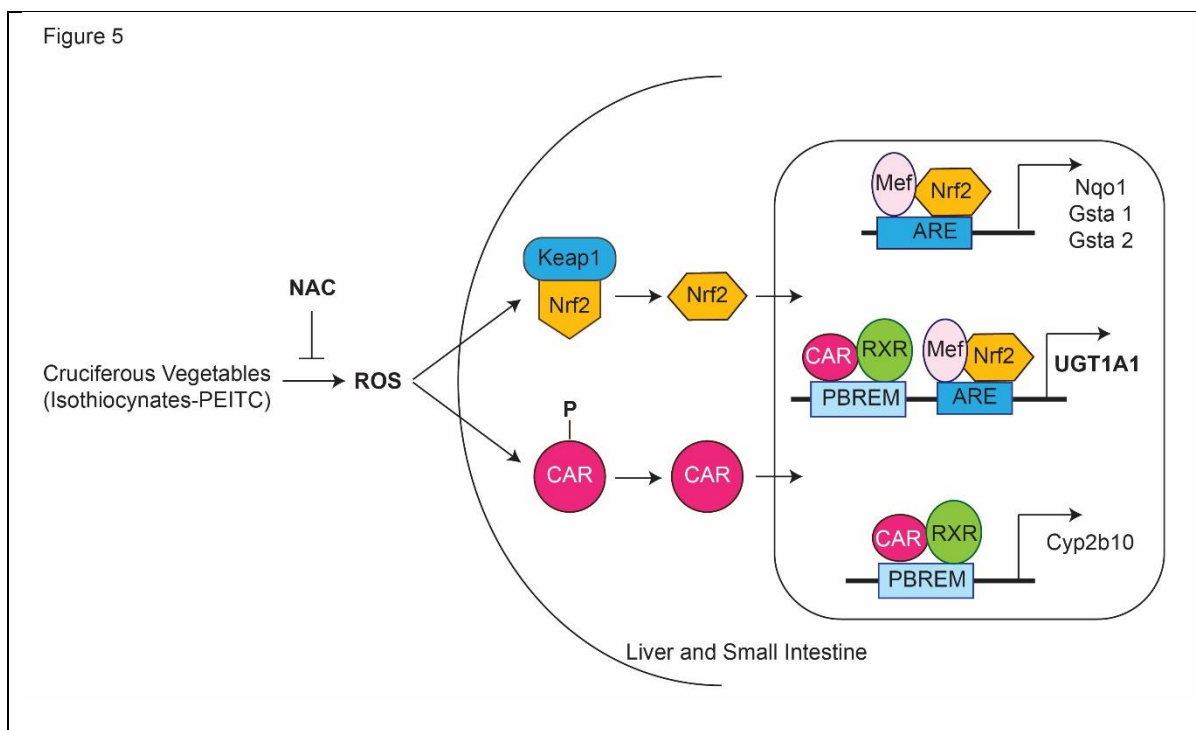 Figure 5
Mef
Nrf2
ARE
Nqo1
Gsta 1
Gsta 2
Keap1
Nrf2
Nrf2
NAC
Cruciferous Vegetables
(Isothiocynates-PEITC)
ROS
CAR
RXR
Mef
Nrf2
PBREM
ARE
UGT1A1
P
CAR
CAR
CAR
RXR
PBREM
Cyp2b10
Liver and Small Intestine